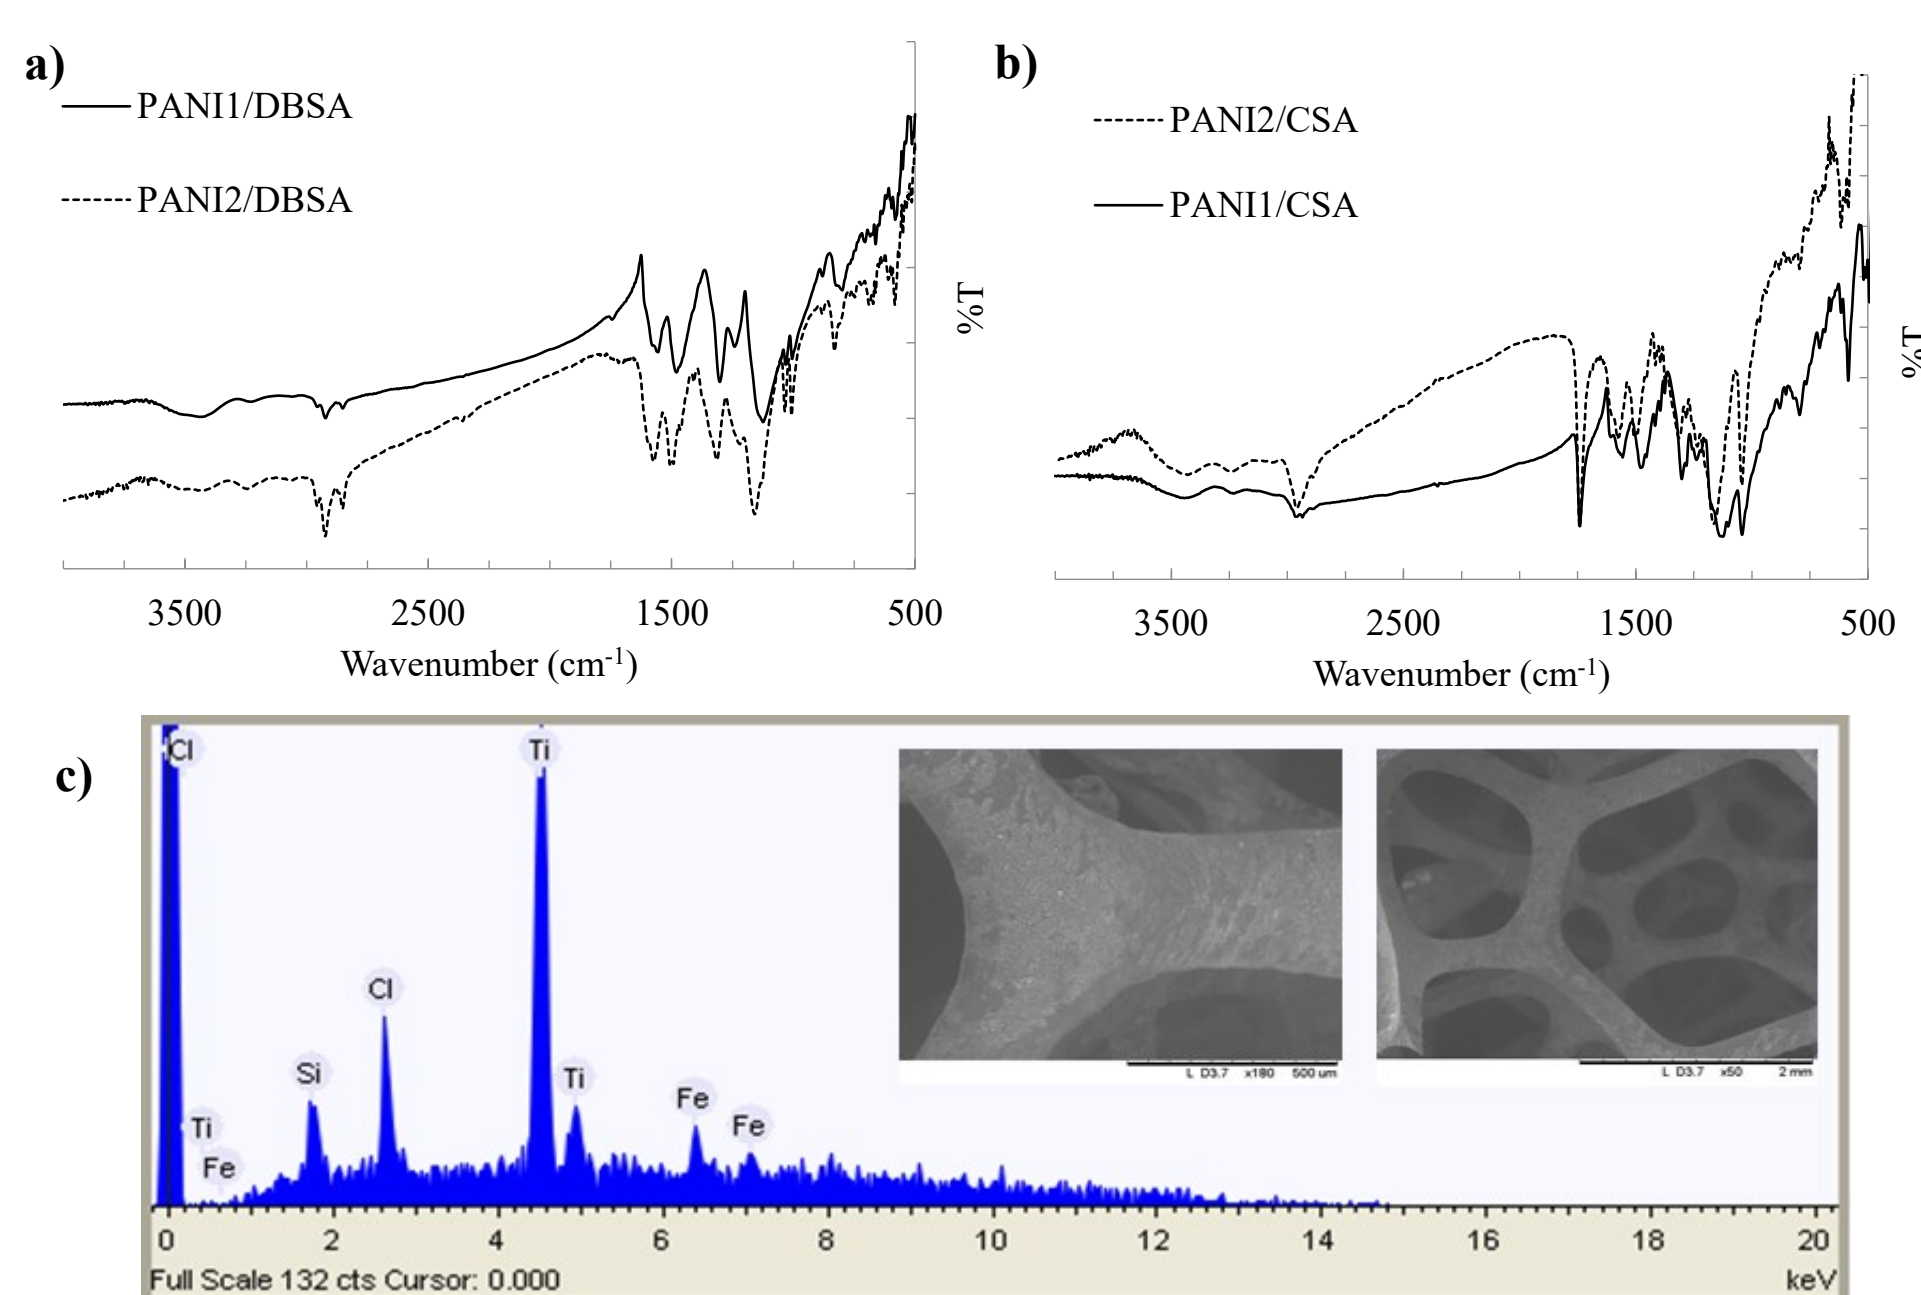 a)
PANI1/DBSA
PANI2/DBSA
%T
3500 2500 1500 500
Wavenumber (cm-1)
b)
PANI2/CSA
PANI1/CSA
%T
3500 2500 1500 500
Wavenumber (cm-1)
c)
Cl
Ti
Fe
Si
Cl
Ti
Ti
Fe
Fe
L D3.7 x180 500 um
L D3.7 x50 2 mm
0 2 4 6 8 10 12 14 16 18 20
Full Scale 132 cts Cursor: 0.000 keV